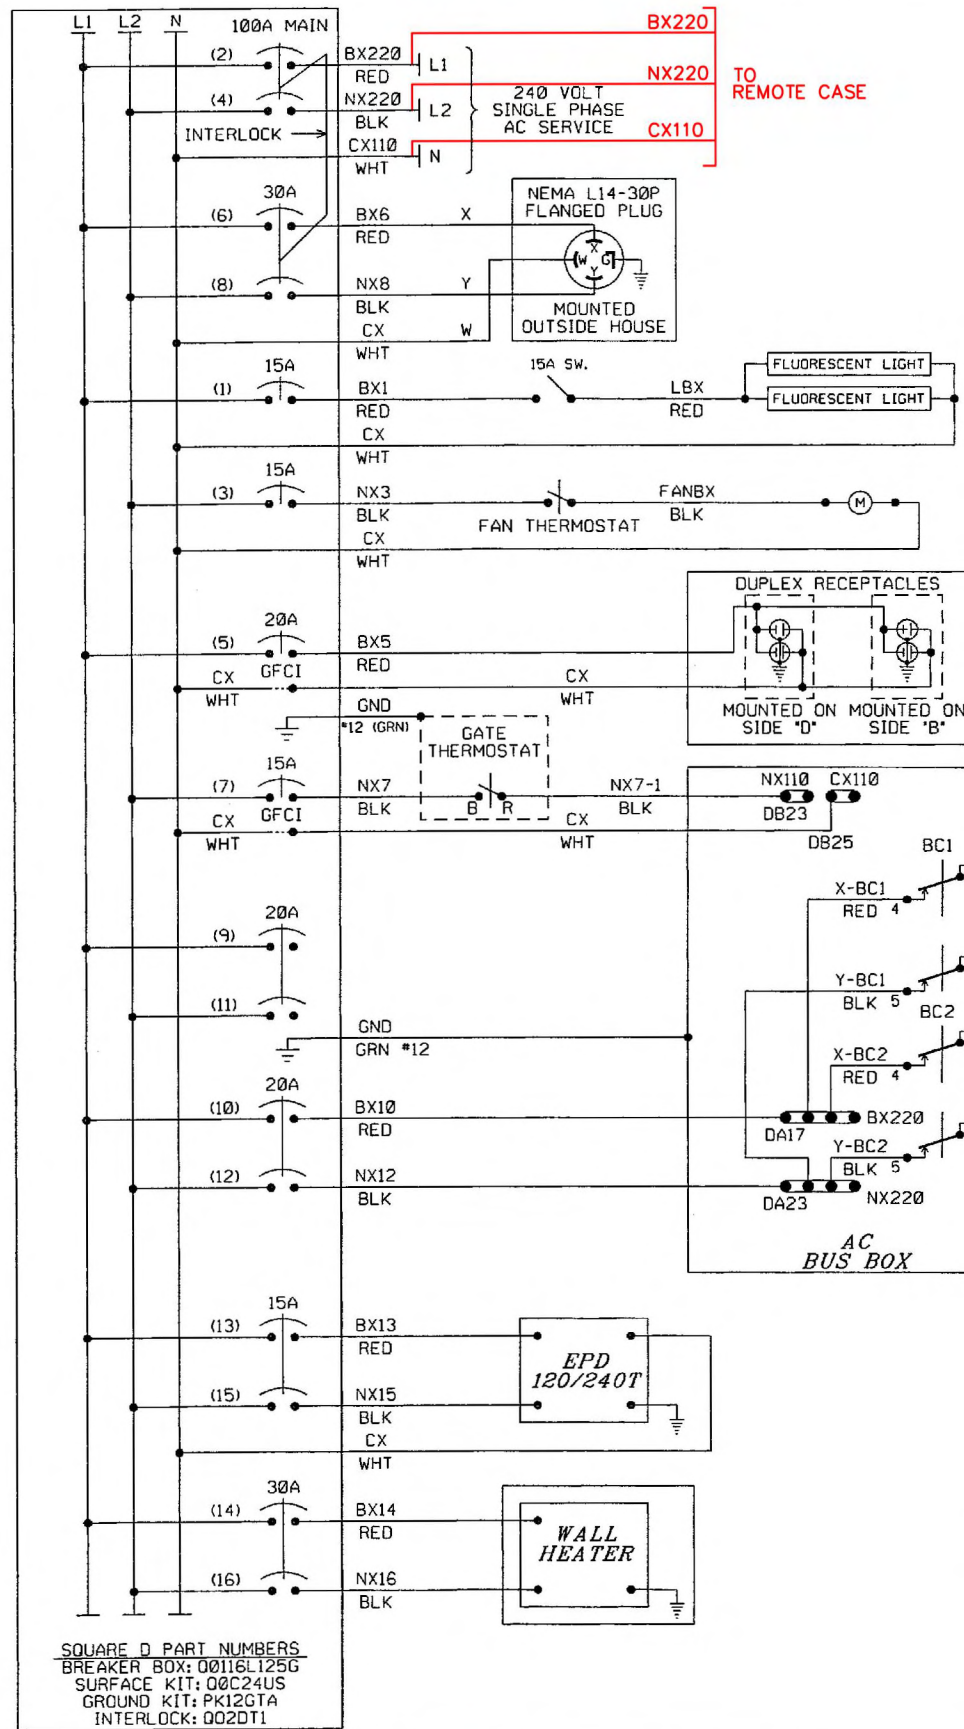 L1 L2 N
100A MAIN
BX220
(2)
BX220
RED
L1
NX220
TO
REMOTE CASE
(4)
NX220
BLK
L2
240 VOLT
SINGLE PHASE
AC SERVICE
INTERLOCK
CX110
CX110
WHT
N
30A
NEMA L14-30P
FLANGED PLUG
(6)
BX6
RED
X
X
W G
Y
(8)
NX8
BLK
Y
MOUNTED
OUTSIDE HOUSE
CX
WHT
W
15A
15A SW.
FLUORESCENT LIGHT
(1)
BX1
RED
LBX
RED
FLUORESCENT LIGHT
CX
WHT
15A
(3)
NX3
BLK
FAN THERMOSTAT
FANBX
BLK
M
CX
WHT
DUPLEX RECEPTACLES
20A
(5)
GFCI
BX5
RED
CX
WHT
CX
WHT
MOUNTED ON
SIDE "D"
MOUNTED ON
SIDE "B"
GND
#12 (GRN)
GATE
THERMOSTAT
15A
(7)
GFCI
NX7
BLK
B R
NX7-1
BLK
NX110
CX110
DB23
CX
WHT
CX
WHT
DB25
BC1
X-BC1
RED 4
20A
(9)
Y-BC1
BLK 5
(11)
BC2
GND
GRN #12
X-BC2
RED 4
20A
(10)
BX10
RED
DA17
BX220
Y-BC2
BLK 5
(12)
NX12
BLK
DA23
NX220
AC
BUS BOX
15A
(13)
BX13
RED
EPD
120/240T
(15)
NX15
BLK
CX
WHT
30A
(14)
BX14
RED
WALL
HEATER
(16)
NX16
BLK
SQUARE D PART NUMBERS
BREAKER BOX: QO116L125G
SURFACE KIT: QOC24US
GROUND KIT: PK12GTA
INTERLOCK: QO2DT1